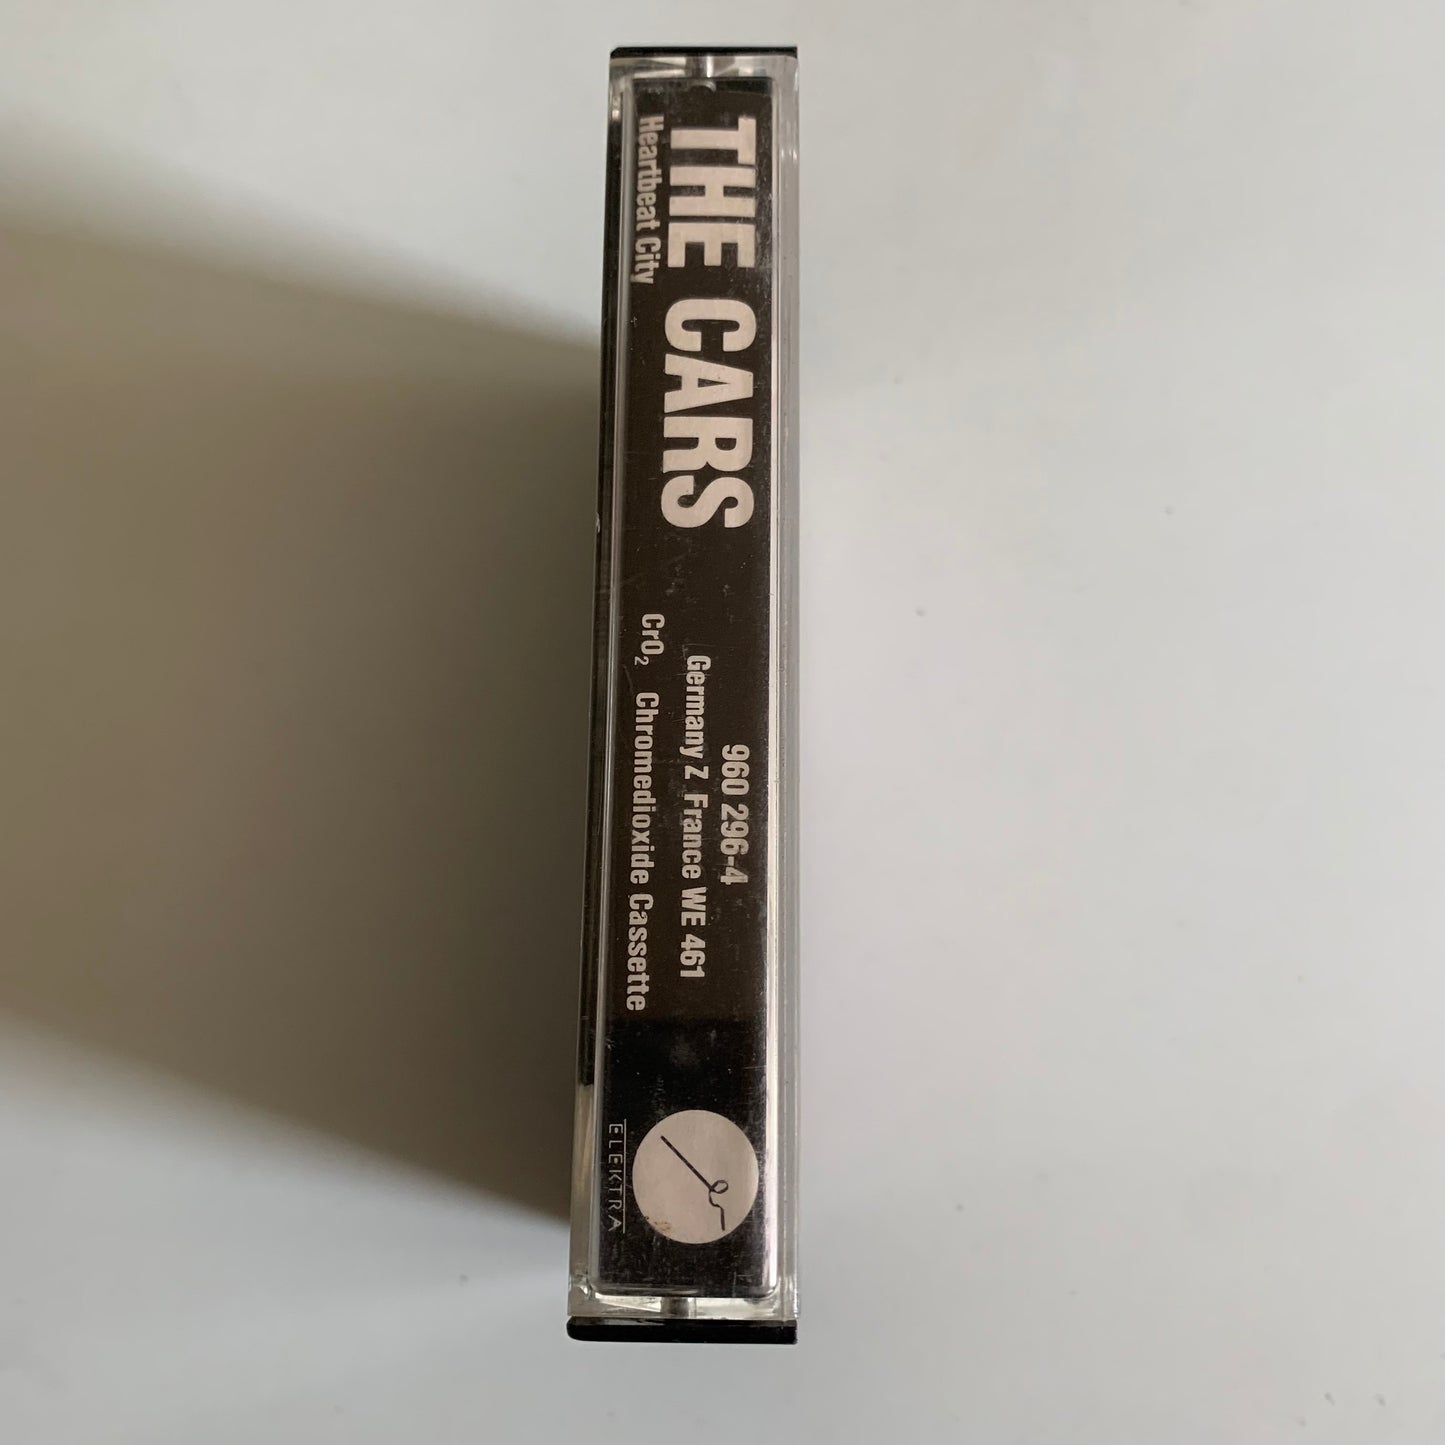 THE CARS
Heartbeat City
960 296-4
Germany Z France WE 461
CrO₂ Chromedioxide Cassette
ELEKTRA